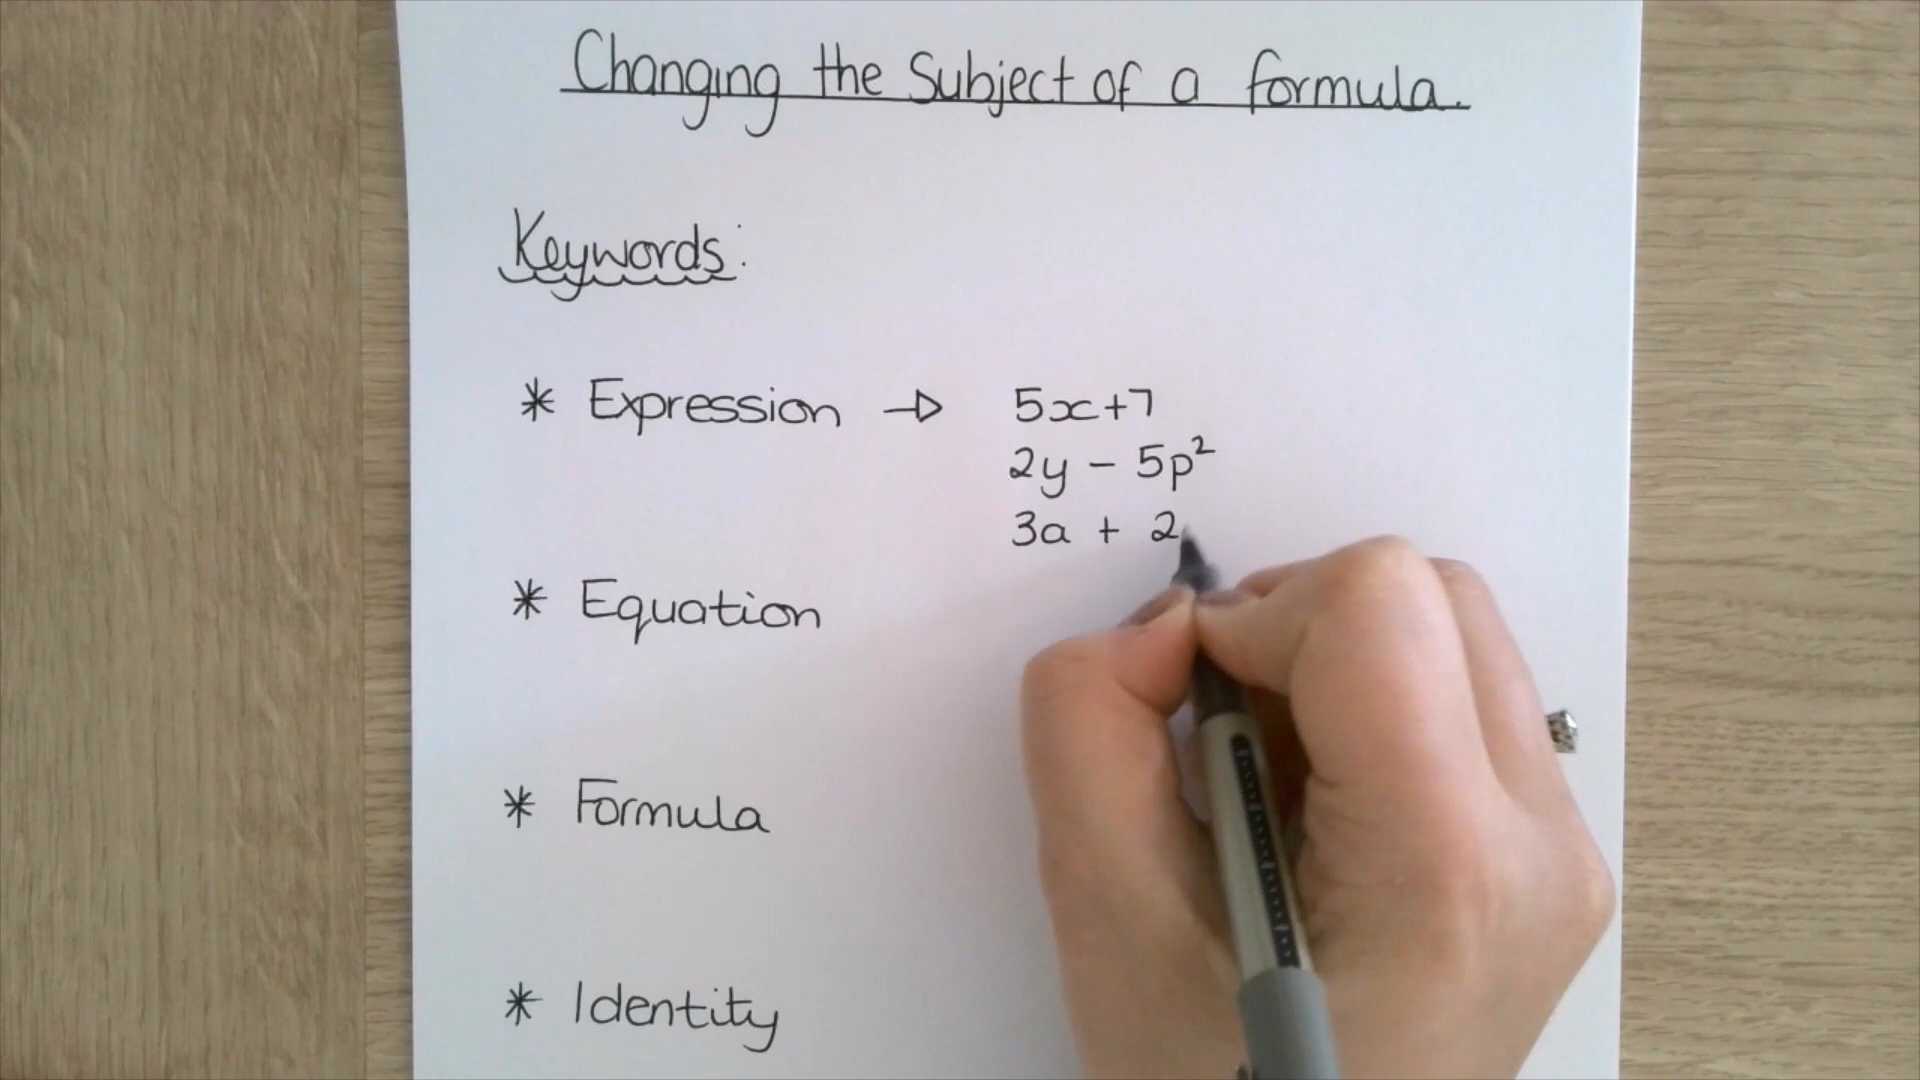 Changing the Subject of a formula.
Keywords:
* Expression → 5x+7
2y - 5p²
3a + 2
* Equation
* Formula
* Identity